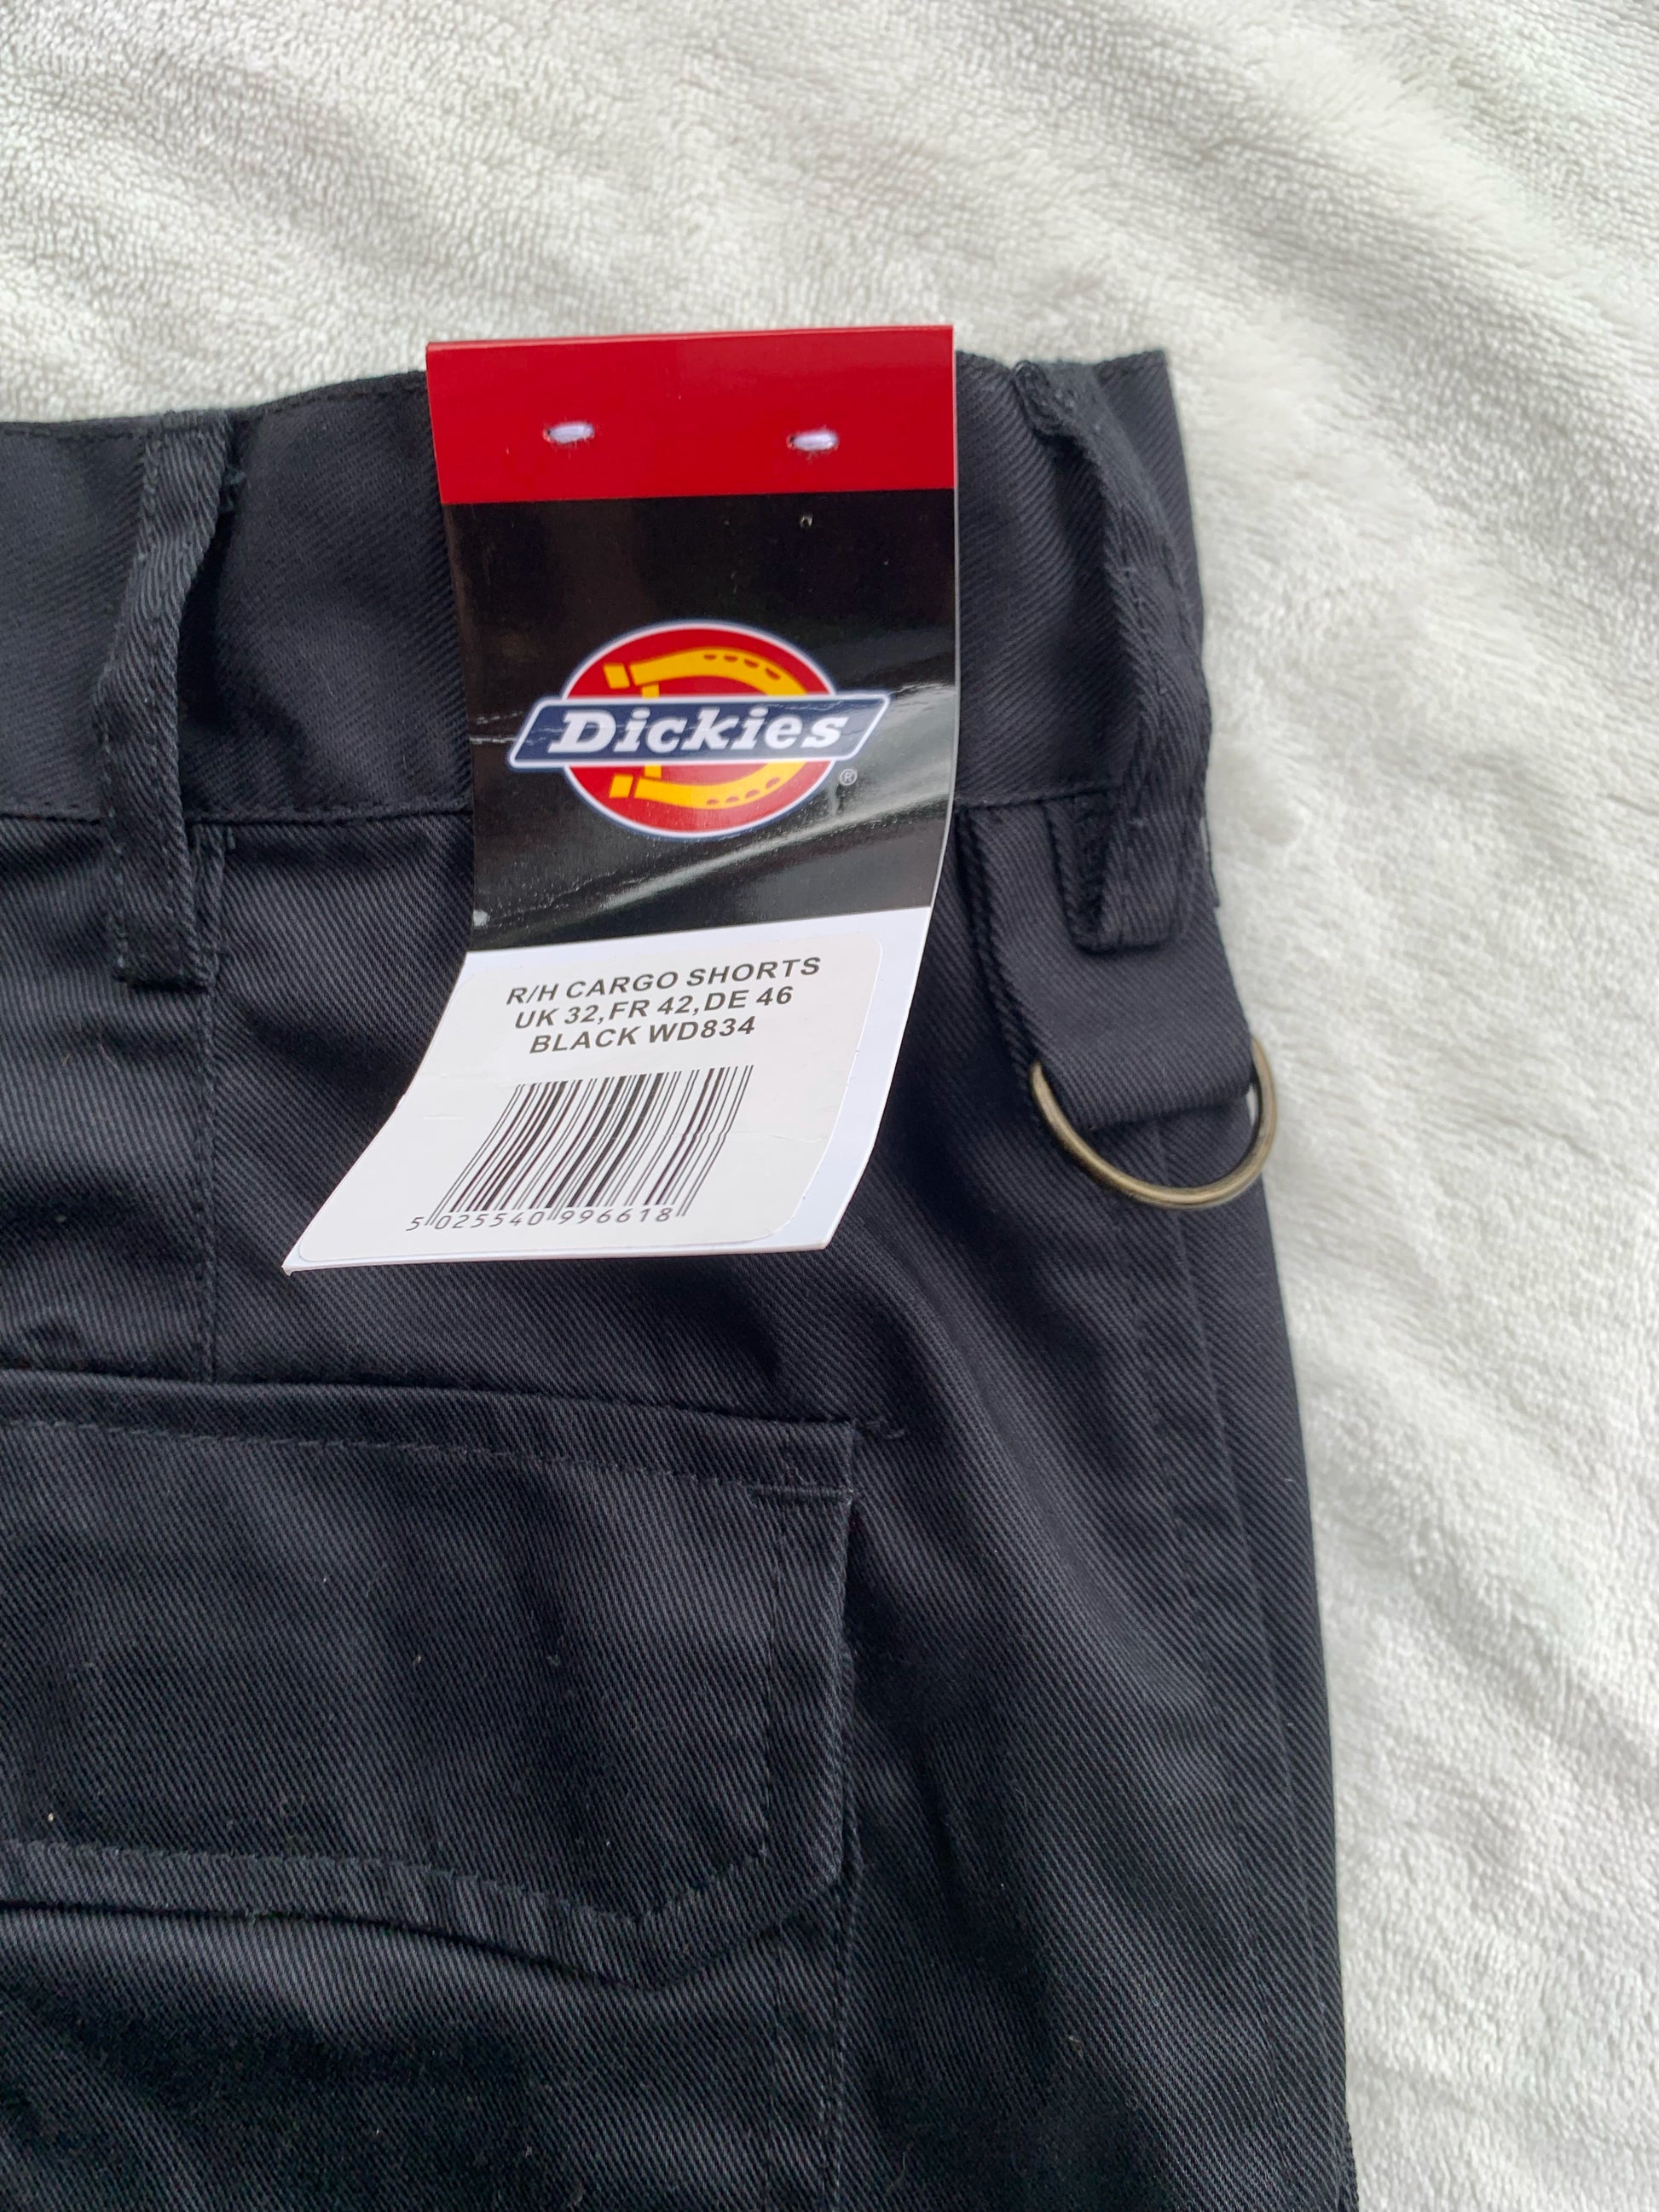 Dickies
®
R/H CARGO SHORTS
UK 32,FR 42,DE 46
BLACK WD834
5 025540 996618